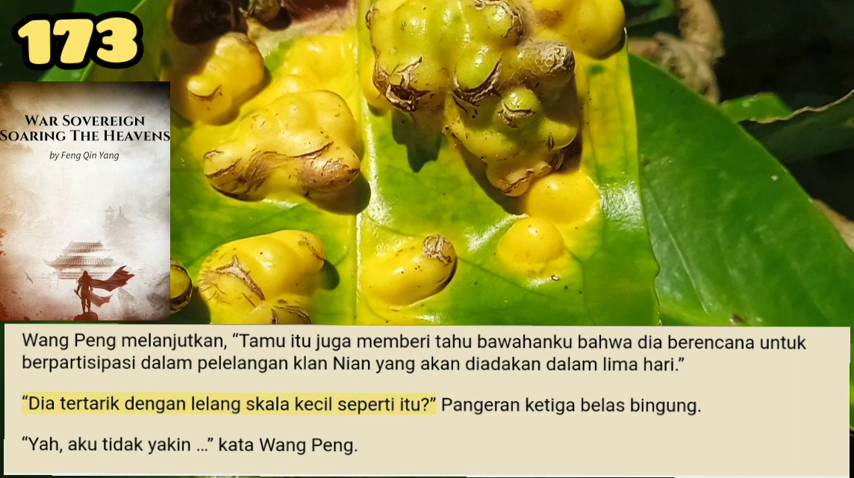 173
WAR SOVEREIGN
SOARING THE HEAVENS
by Feng Qin Yang
Wang Peng melanjutkan, “Tamu itu juga memberi tahu bawahanku bahwa dia berencana untuk
berpartisipasi dalam pelelangan klan Nian yang akan diadakan dalam lima hari.”
“Dia tertarik dengan lelang skala kecil seperti itu?” Pangeran ketiga belas bingung.
“Yah, aku tidak yakin ...” kata Wang Peng.